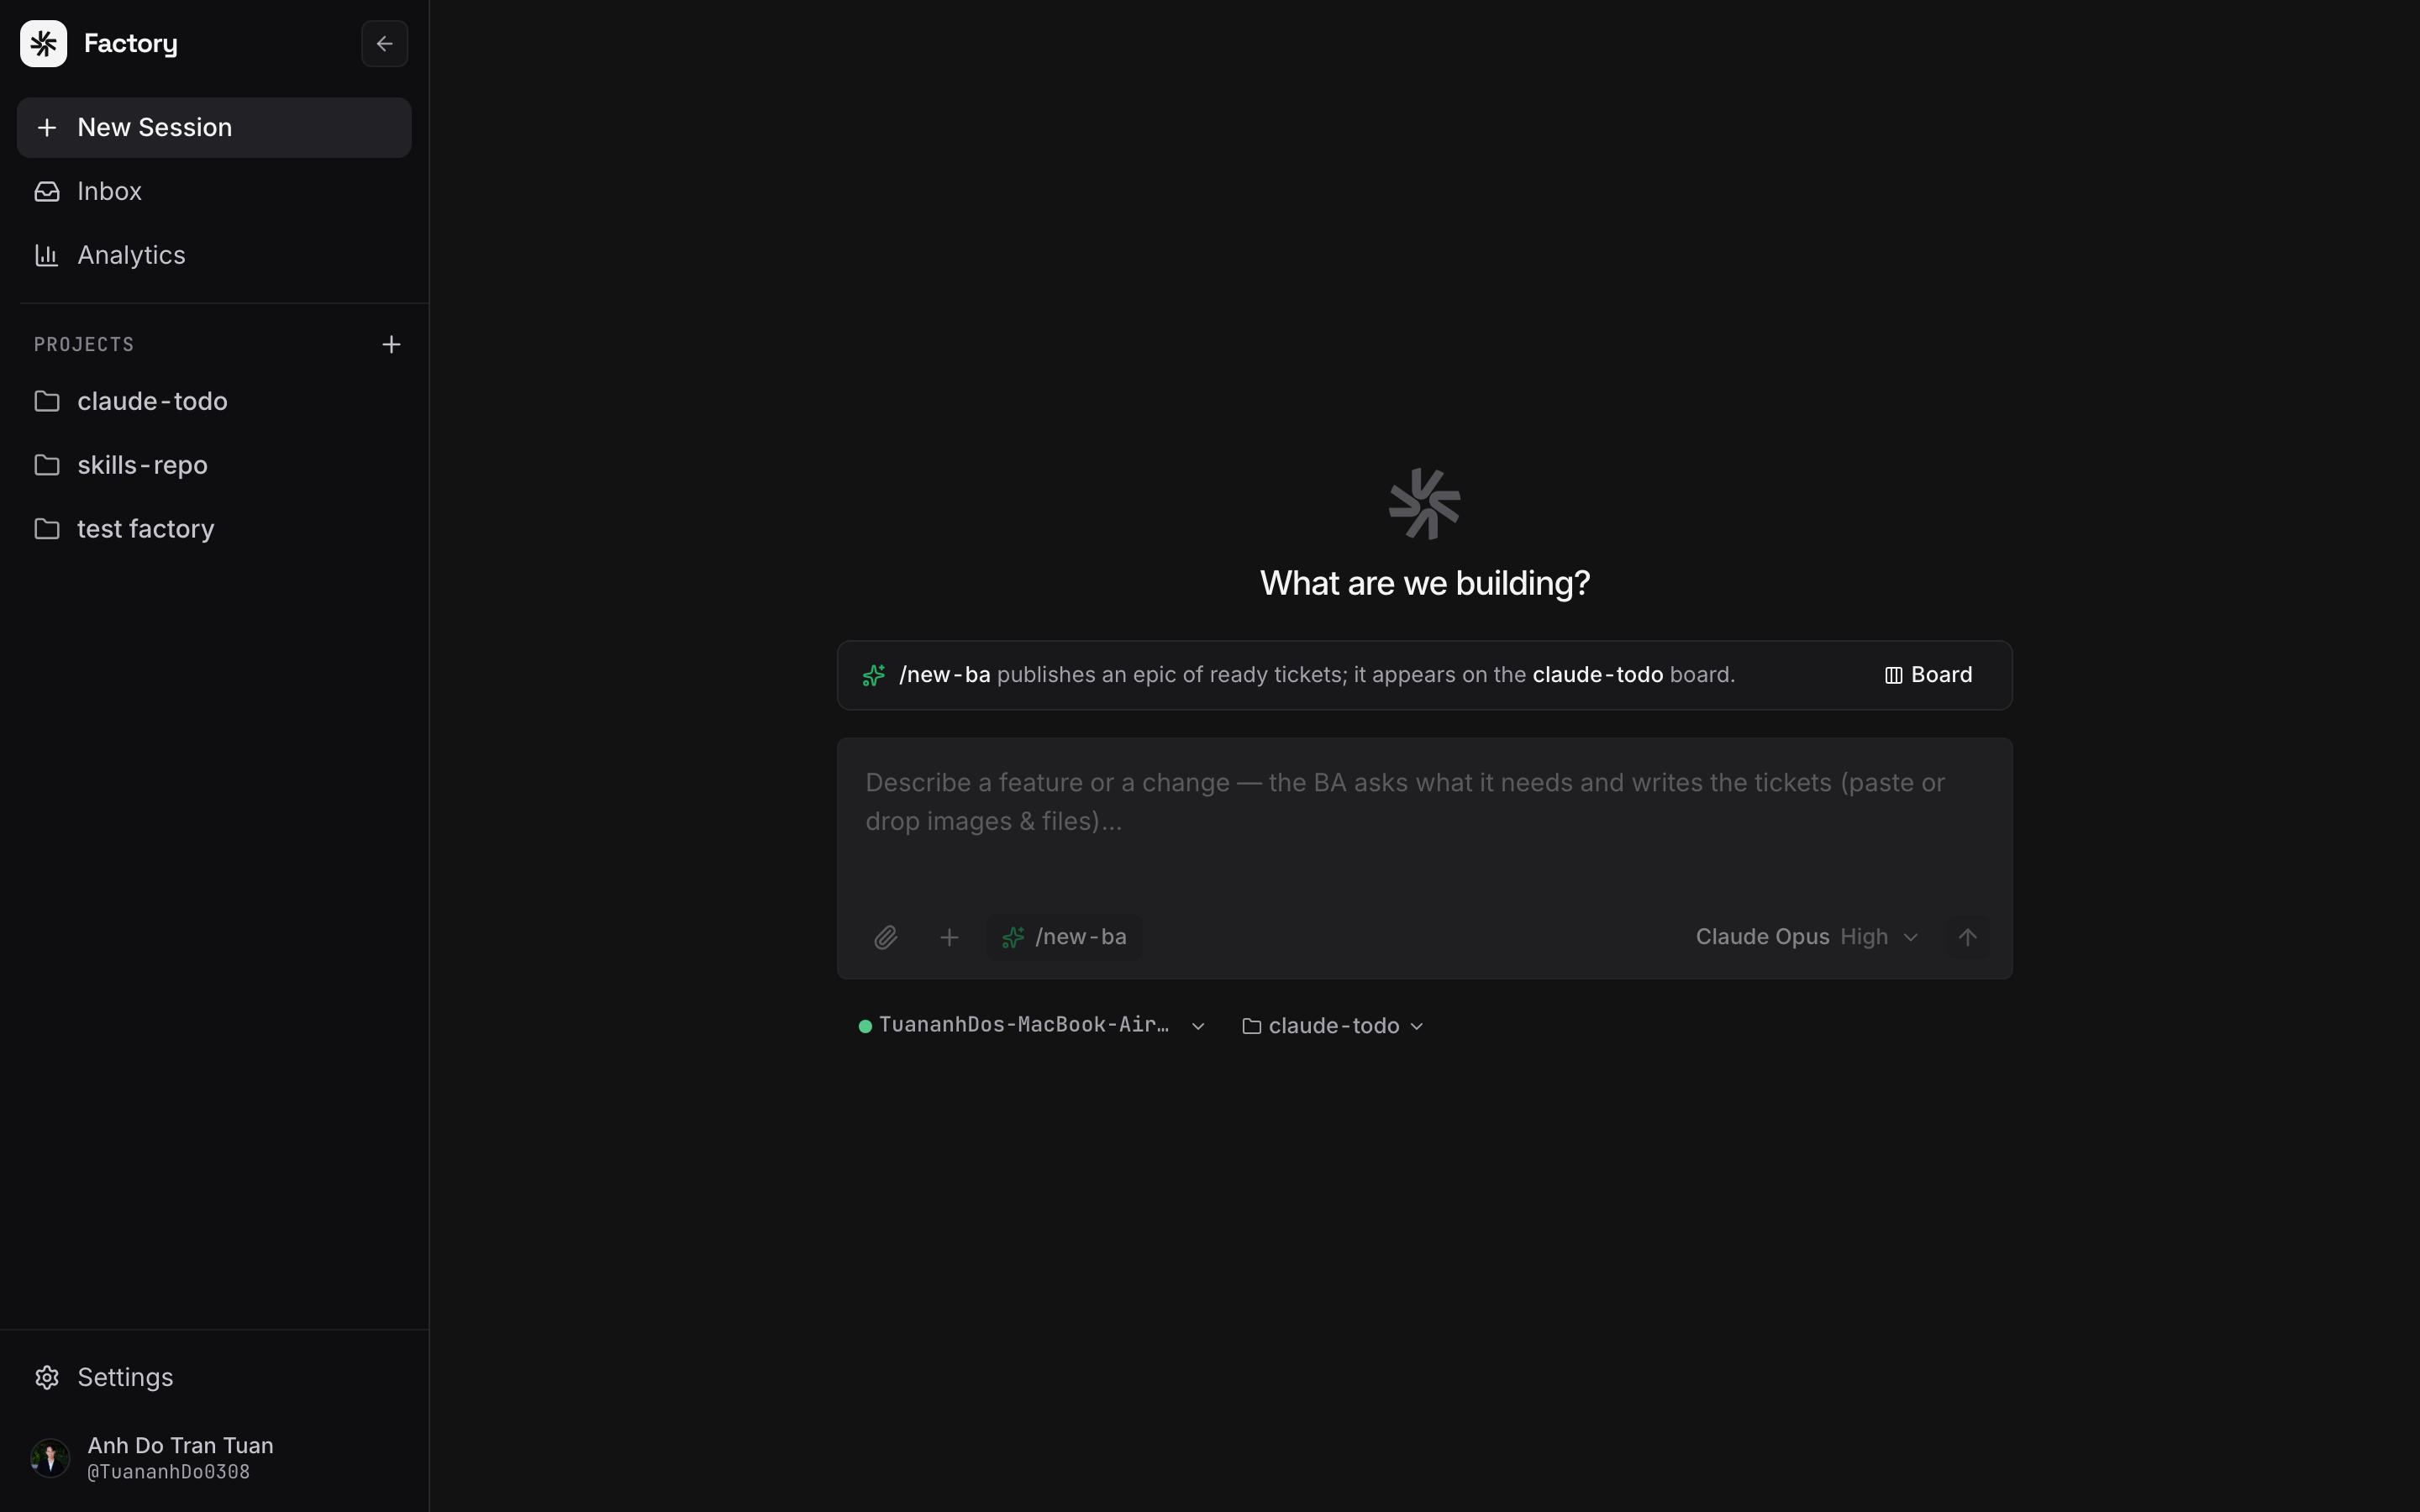 Factory
New Session
Inbox
Analytics
PROJECTS
claude-todo
skills-repo
test factory
Settings
Anh Do Tran Tuan
@TuananhDo0308
What are we building?
/new-ba publishes an epic of ready tickets; it appears on the claude-todo board.
Board
Describe a feature or a change — the BA asks what it needs and writes the tickets (paste or
drop images & files)...
/new-ba
Claude Opus High
TuananhDos-MacBook-Air…
claude-todo